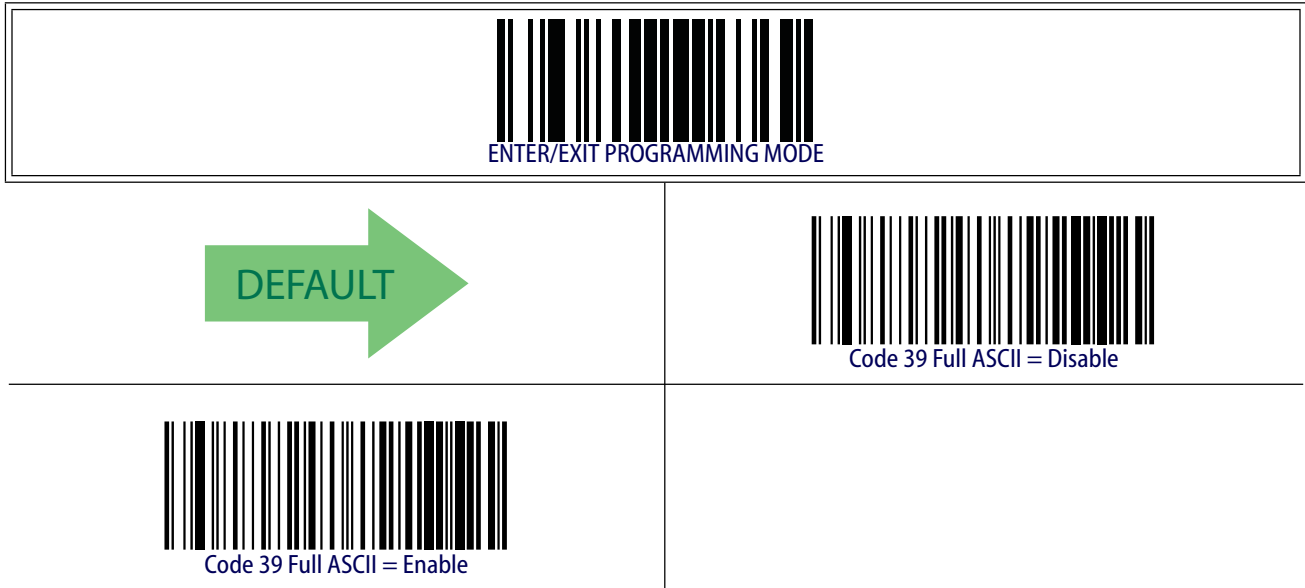 ENTER/EXIT PROGRAMMING MODE
DEFAULT
Code 39 Full ASCII = Disable
Code 39 Full ASCII = Enable